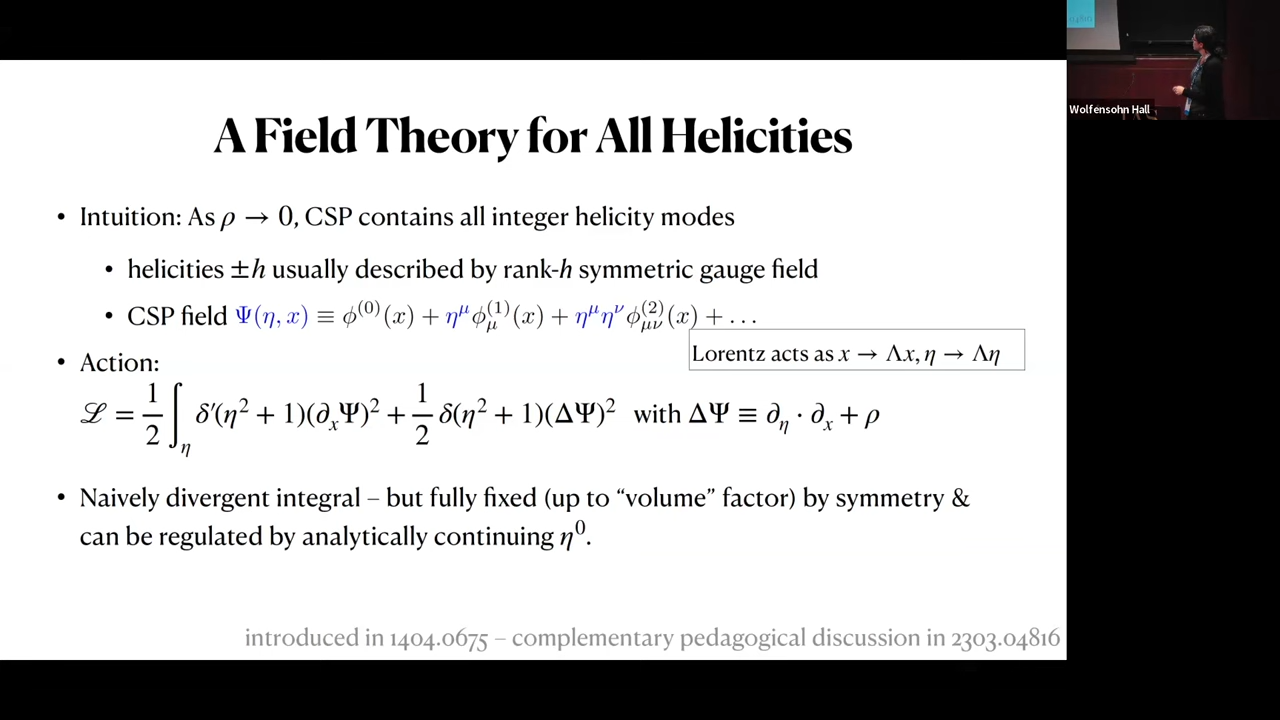 A Field Theory for All Helicities
• Intuition: As ρ → 0, CSP contains all integer helicity modes
• helicities ±h usually described by rank-h symmetric gauge field
• CSP field Ψ(η, x) ≡ ϕ⁽⁰⁾(x) + η^μ ϕ_μ^(1)(x) + η^μ η^ν ϕ_μν^(2)(x) + …
Lorentz acts as x → Λx, η → Λη
• Action:
ℒ = 1/2 ∫_η δ′(η² + 1)(∂_x Ψ)² + 1/2 δ(η² + 1)(ΔΨ)² with ΔΨ ≡ ∂_η · ∂_x + ρ
• Naively divergent integral – but fully fixed (up to “volume” factor) by symmetry &
can be regulated by analytically continuing η⁰.
introduced in 1404.0675 – complementary pedagogical discussion in 2303.04816
Wolfensohn Hall